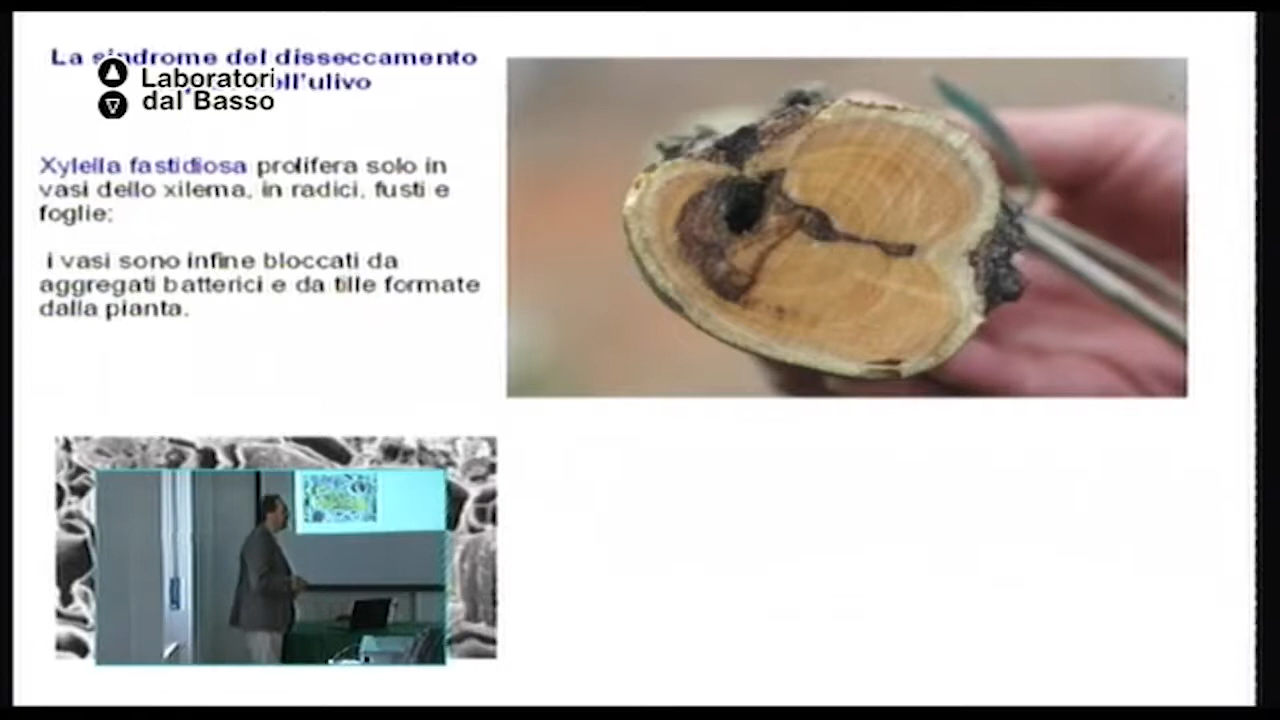 La sindrome del disseccamento
dell'ulivo
Laboratori
dal Basso
Xylella fastidiosa prolifera solo in
vasi dello xilema, in radici, fusti e
foglie:
i vasi sono infine bloccati da
aggregati batterici e da tille formate
dalla pianta.